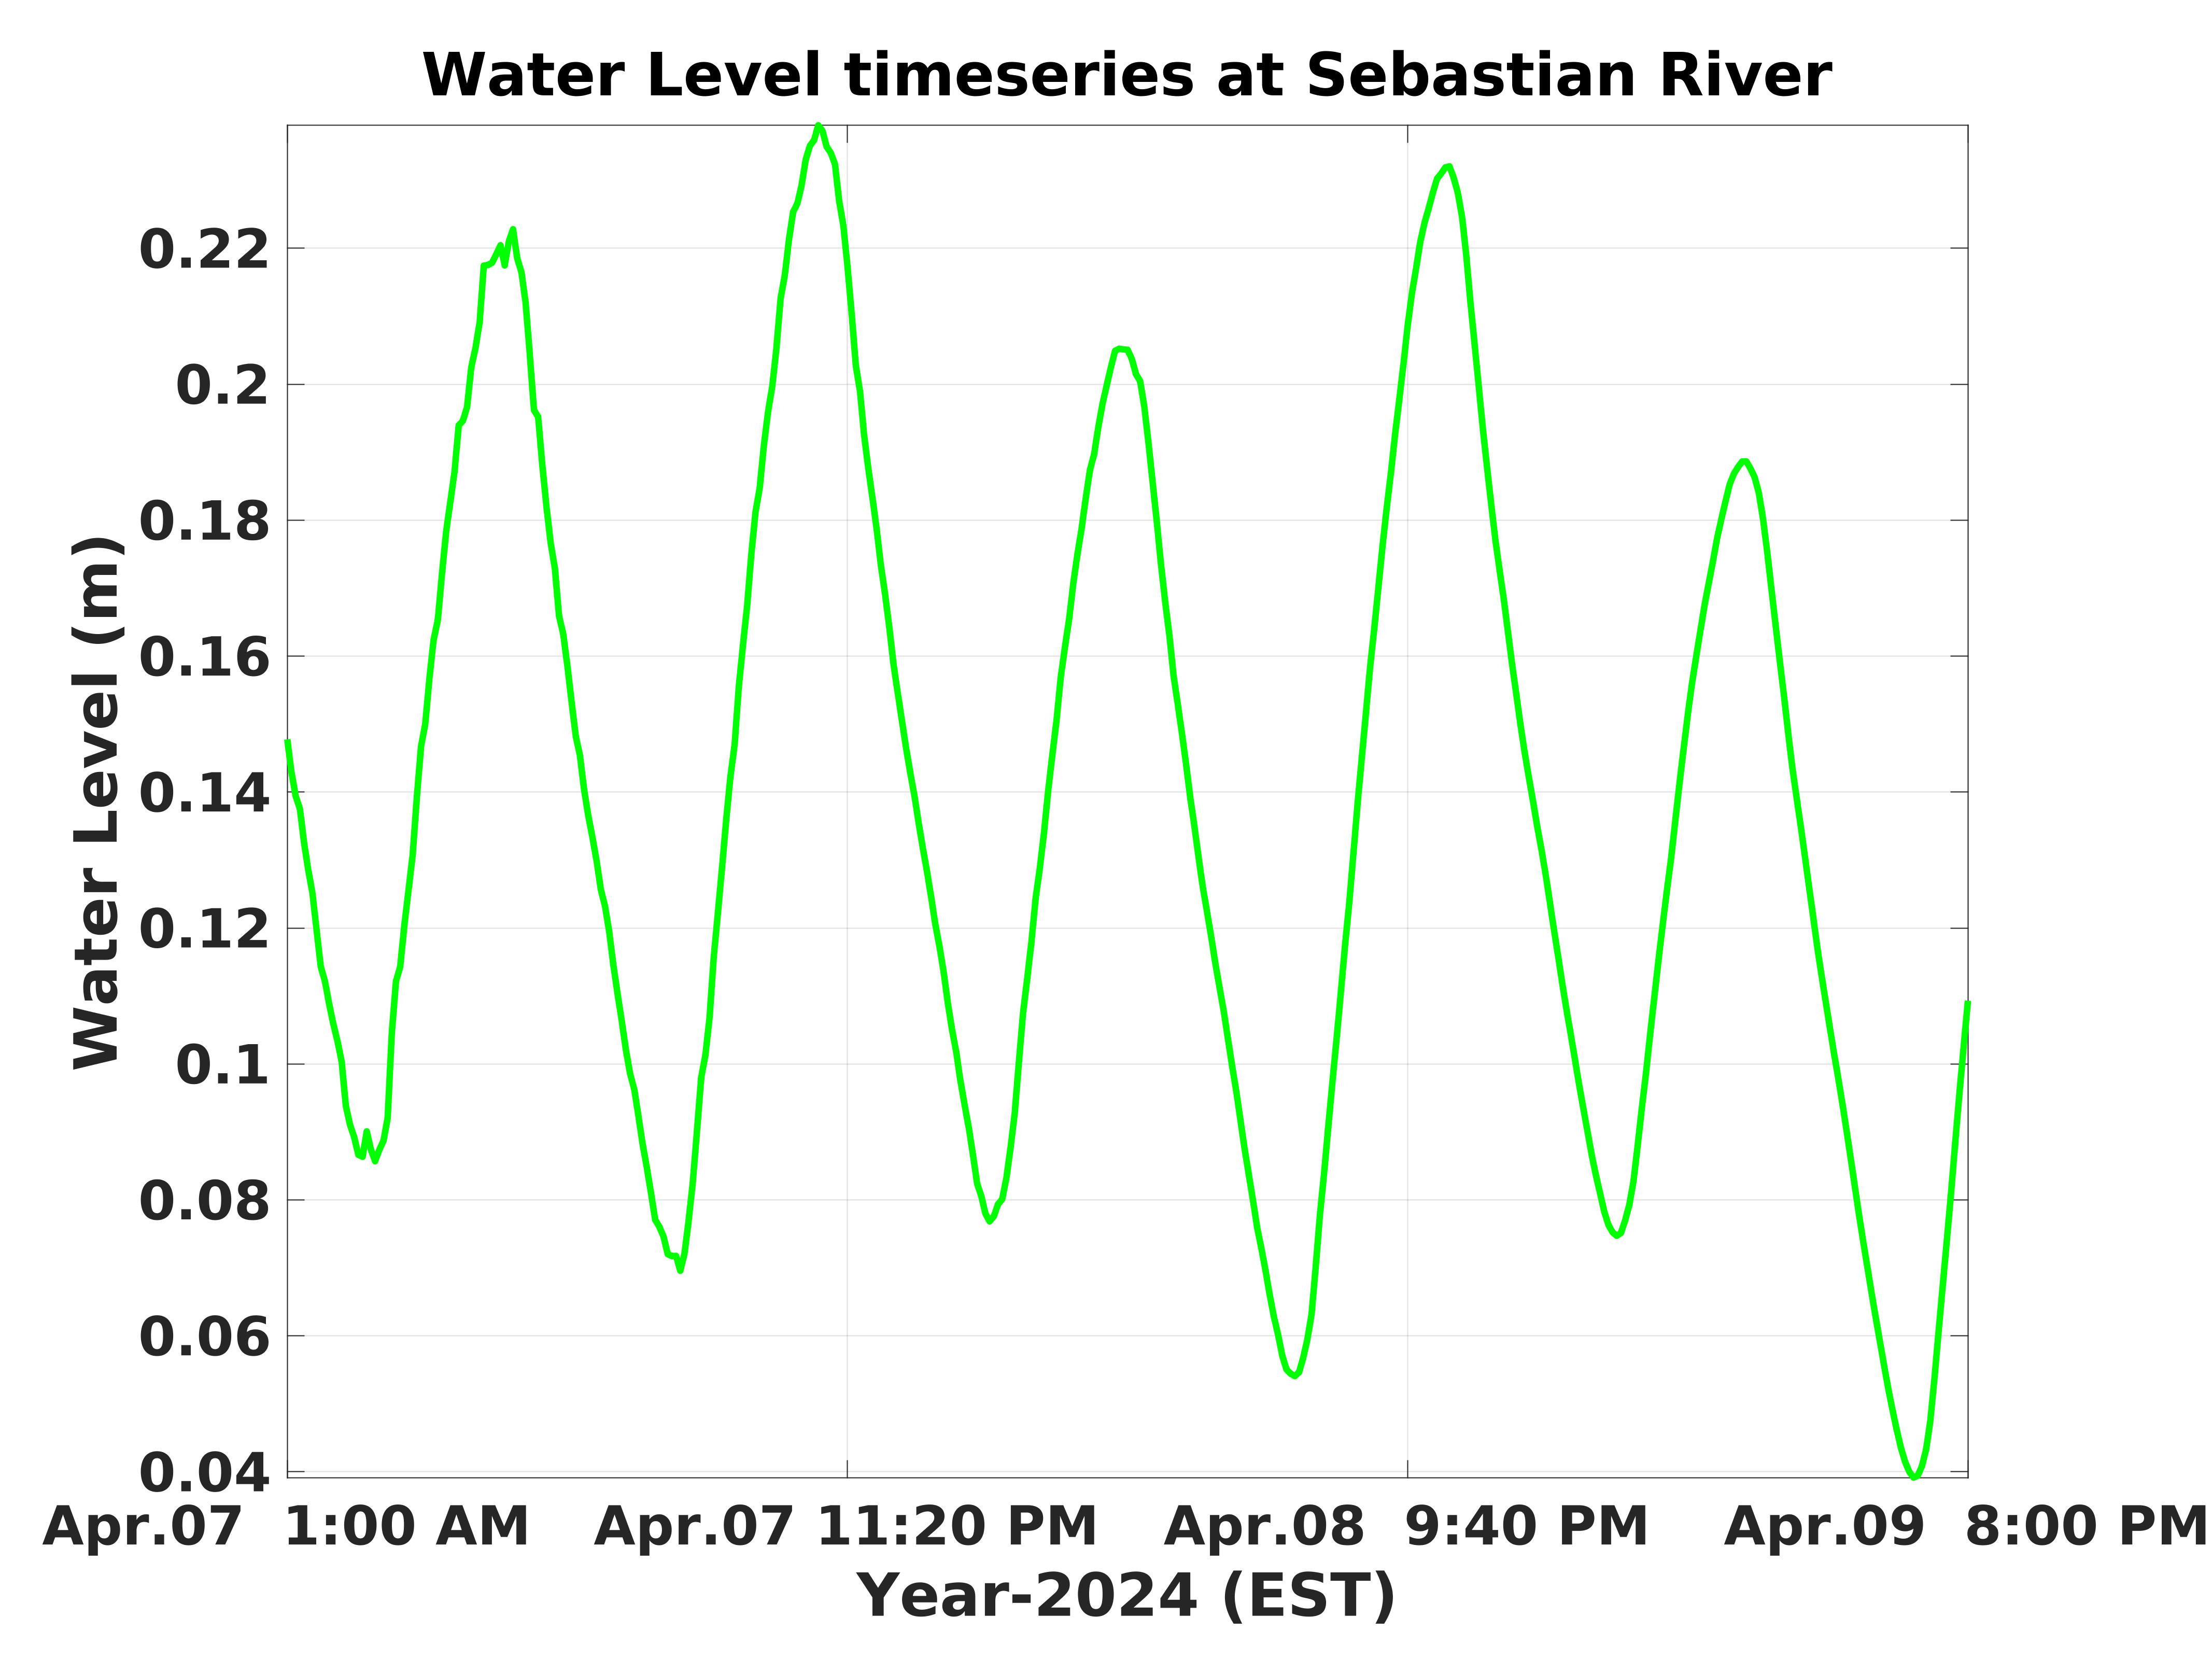 Water Level timeseries at Sebastian River
Water Level (m)
0.22
0.2
0.18
0.16
0.14
0.12
0.1
0.08
0.06
0.04
Apr.07 1:00 AM Apr.07 11:20 PM Apr.08 9:40 PM Apr.09 8:00 PM
Year-2024 (EST)